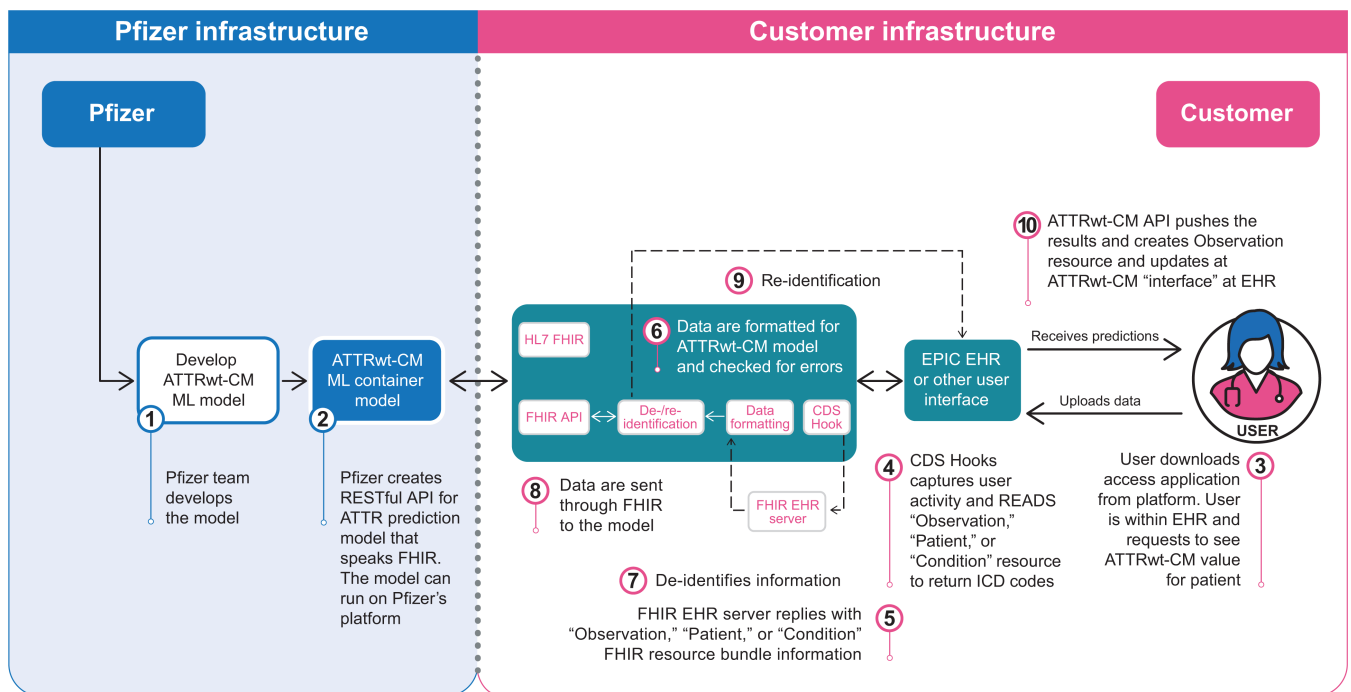 Pfizer infrastructure
Customer infrastructure
Pfizer
Customer
10
ATTRwt-CM API pushes the
results and creates Observation
resource and updates at
ATTRwt-CM “interface” at EHR
9
Re-identification
HL7 FHIR
6
Data are formatted for
ATTRwt-CM model
and checked for errors
Receives predictions
Develop
ATTRwt-CM
ML model
ATTRwt-CM
ML container
model
EPIC EHR
or other user
interface
FHIR API
De-/re-
identification
Data
formatting
CDS
Hook
Uploads data
USER
1
Pfizer team
develops
the model
2
Pfizer creates
RESTful API for
ATTR prediction
model that
speaks FHIR.
The model can
run on Pfizer’s
platform
8
Data are sent
through FHIR
to the model
FHIR EHR
server
4
CDS Hooks
captures user
activity and READS
“Observation,”
“Patient,” or
“Condition” resource
to return ICD codes
3
User downloads
access application
from platform. User
is within EHR and
requests to see
ATTRwt-CM value
for patient
7
De-identifies information
5
FHIR EHR server replies with
“Observation,” “Patient,” or “Condition”
FHIR resource bundle information